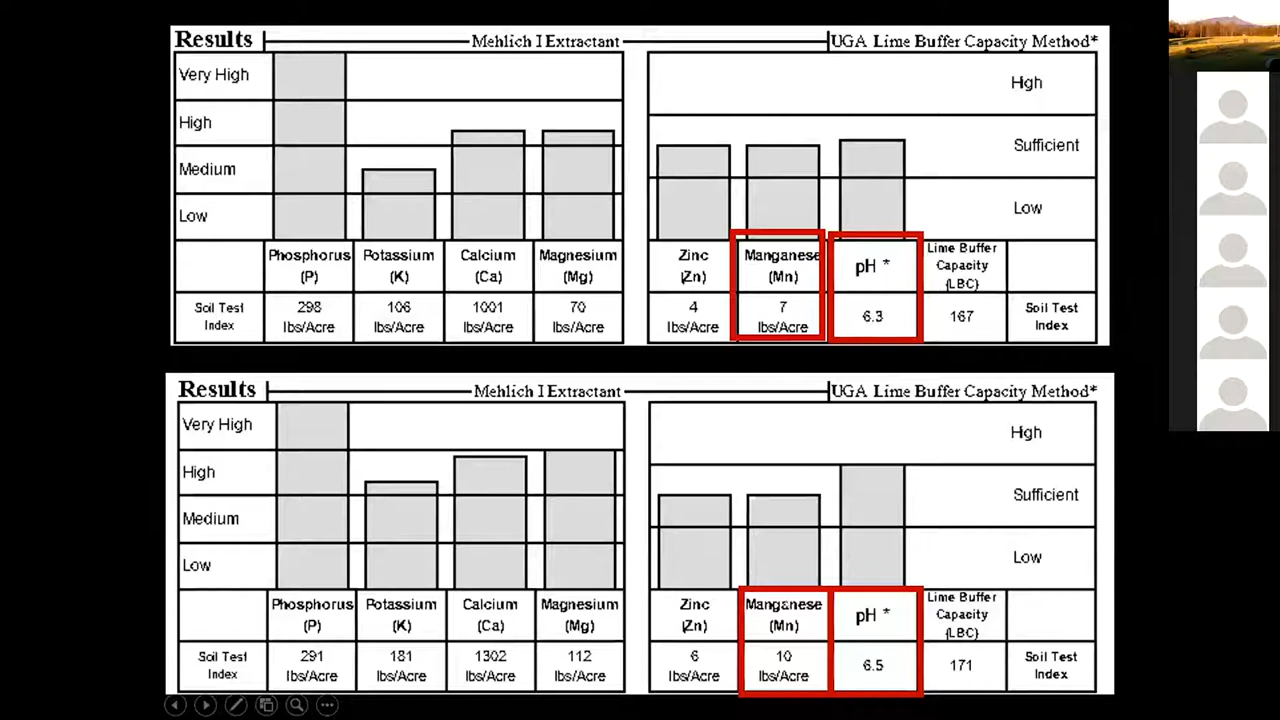 Results Mehlich I Extractant UGA Lime Buffer Capacity Method*
Very High
High
Medium
Low
High
Sufficient
Low
Phosphorus (P) Potassium (K) Calcium (Ca) Magnesium (Mg) Zinc (Zn) Manganese (Mn) pH * Lime Buffer Capacity (LBC)
Soil Test Index 298 lbs/Acre 106 lbs/Acre 1001 lbs/Acre 70 lbs/Acre 4 lbs/Acre 7 lbs/Acre 6.3 167 Soil Test Index
Results Mehlich I Extractant UGA Lime Buffer Capacity Method*
Very High
High
Medium
Low
High
Sufficient
Low
Phosphorus (P) Potassium (K) Calcium (Ca) Magnesium (Mg) Zinc (Zn) Manganese (Mn) pH * Lime Buffer Capacity (LBC)
Soil Test Index 291 lbs/Acre 181 lbs/Acre 1302 lbs/Acre 112 lbs/Acre 6 lbs/Acre 10 lbs/Acre 6.5 171 Soil Test Index